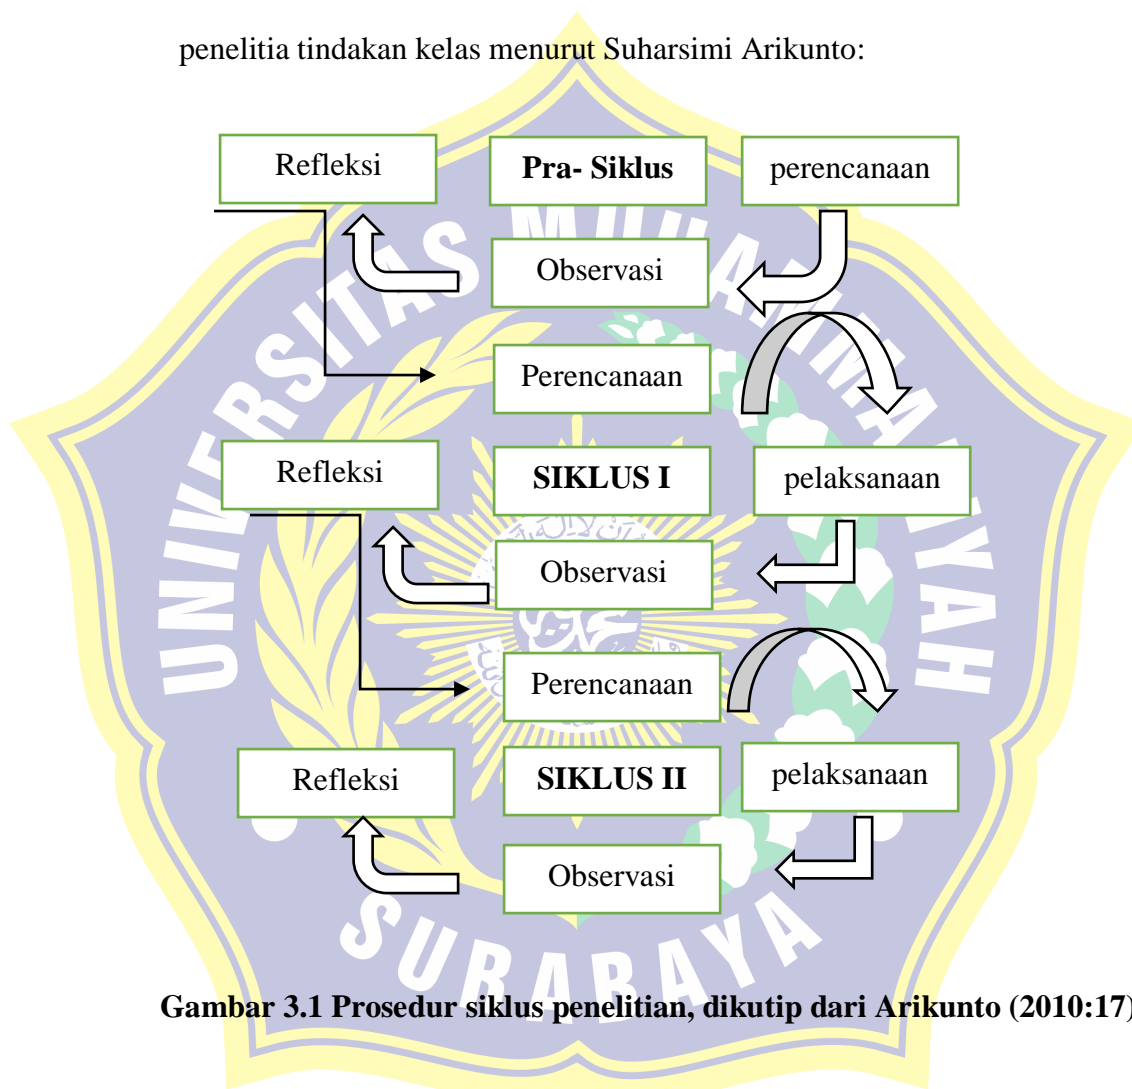 penelitia tindakan kelas menurut Suharsimi Arikunto:
Refleksi
Pra- Siklus
perencanaan
Observasi
Perencanaan
Refleksi
SIKLUS I
pelaksanaan
Observasi
Perencanaan
Refleksi
SIKLUS II
pelaksanaan
Observasi
UNIVERSITAS MUHAMMADIYAH
SURABAYA
Gambar 3.1 Prosedur siklus penelitian, dikutip dari Arikunto (2010:17)